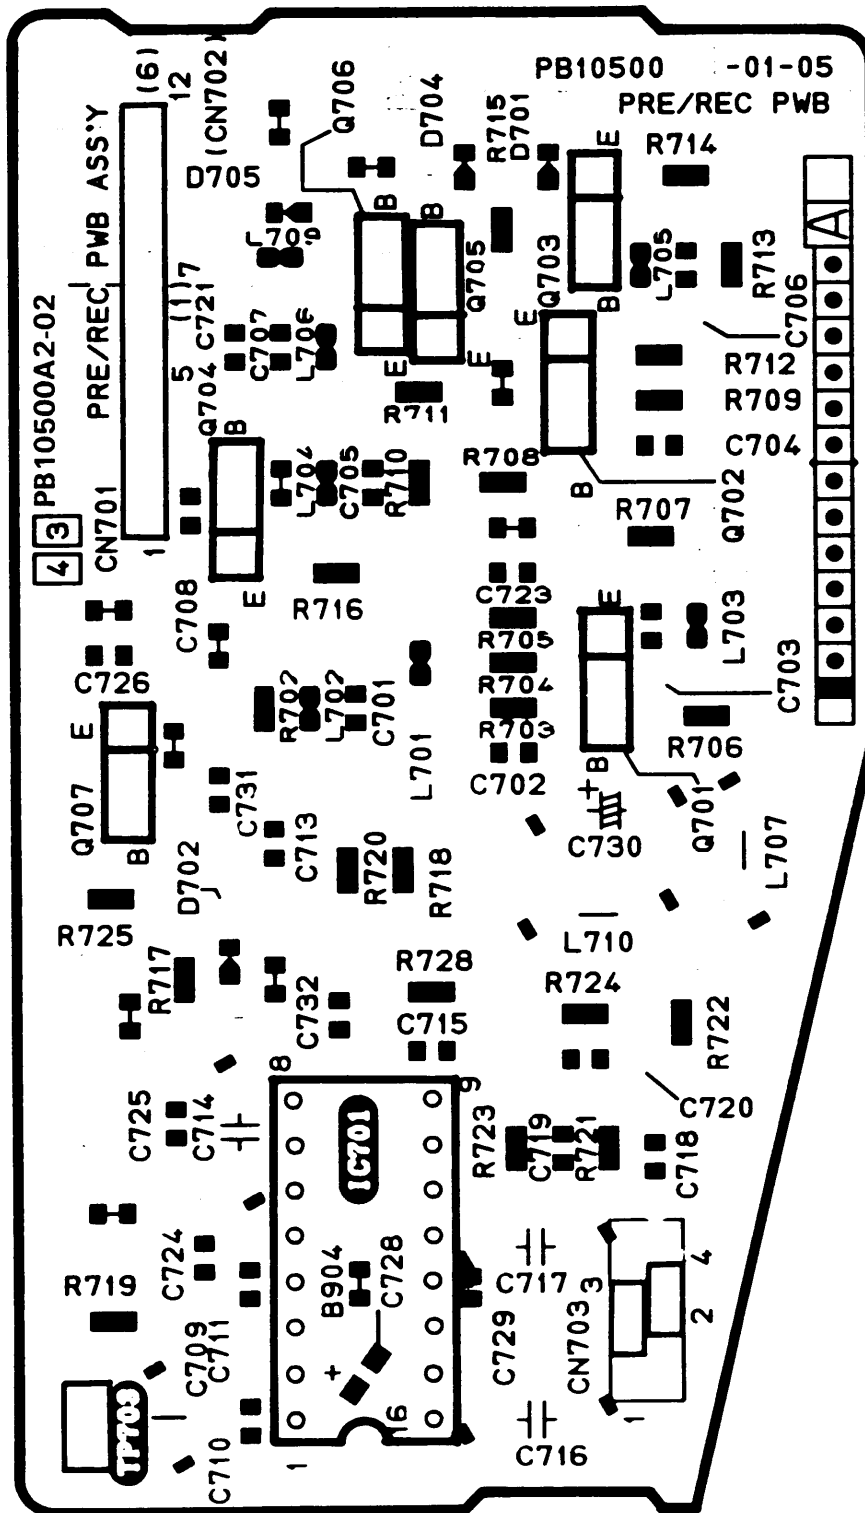 PB10500 -01-05
PRE/REC PWB
(6)
12
(CN702)
Q706
D704
R715
D701
E
R714
D705
B
B
A
PRE/REC PWB ASS'Y
L709
Q705
Q703
L705
R713
(1)7
C721
C707
L706
B
E
C706
PB10500A2-02
5
Q704
E
E
R712
R711
R709
B
C704
CN701
L704
C705
R710
R708
B
Q702
3
4
1
R707
E
R716
C723
E
C708
R705
L703
C726
R702
L702
C701
R704
C703
E
R703
R706
L701
C702
B
Q707
C731
+
Q701
B
C713
C730
L707
D702
R720
R718
R725
L710
R717
R728
R724
C732
C715
R722
8
9
C720
C725
C714
IC701
R723
C719
R721
C718
C724
B904
C728
C717
3
4
R719
C729
CN703
2
C709
C711
+
TP703
16
1
C710
1
C716